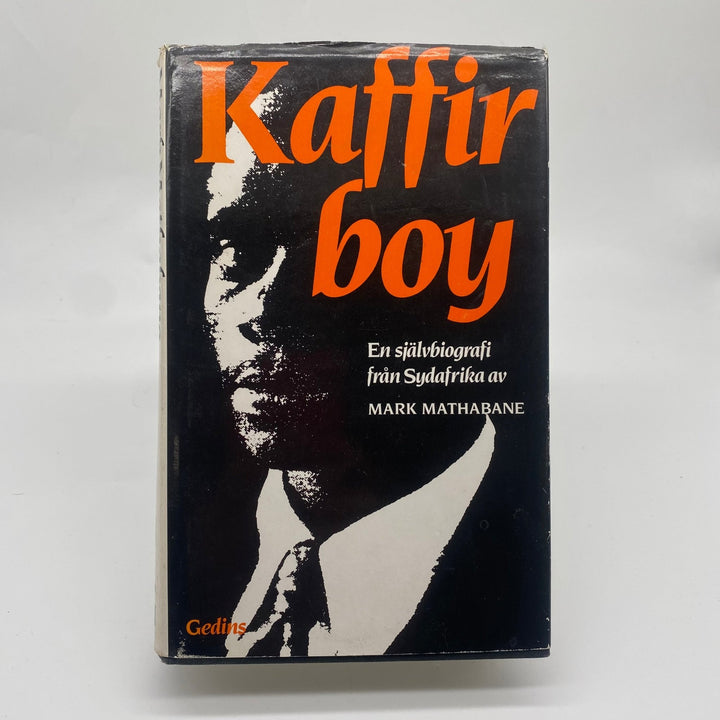 Kaffir
boy
En självbiografi
från Sydafrika av
MARK MATHABANE
Gedins